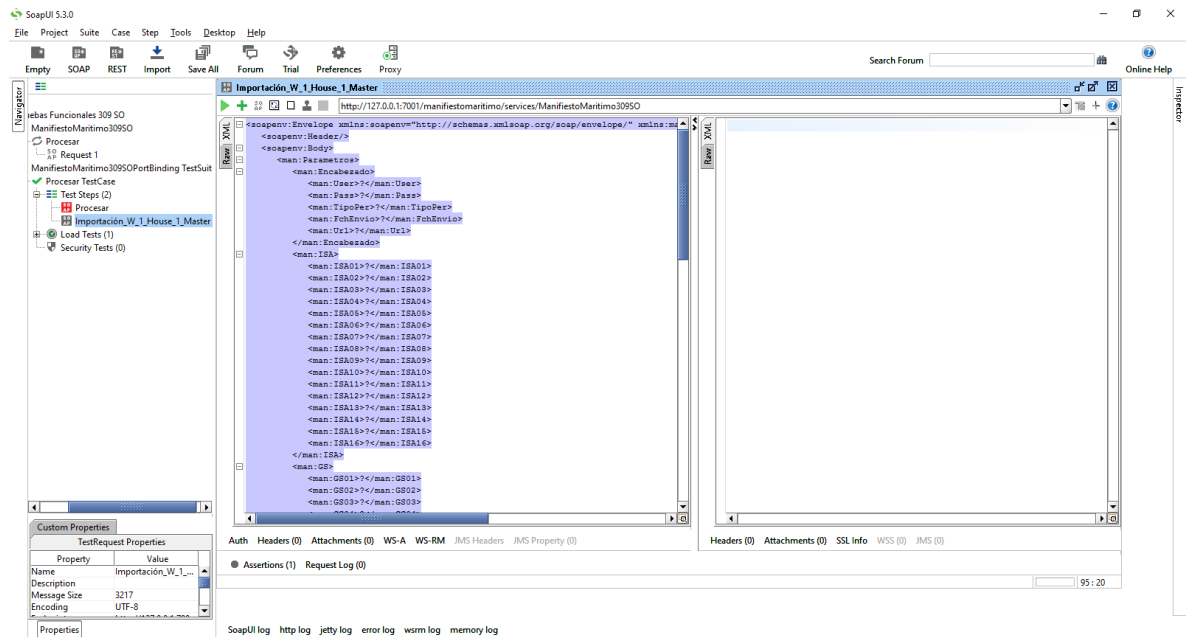 SoapUI 5.3.0
File Project Suite Case Step Tools Desktop Help
Empty SOAP REST Import Save All Forum Trial Preferences Proxy
Search Forum
Online Help
Navigator
Inspector
iebas Funcionales 309 SO
ManifiestoMaritimo309SO
Procesar
Request 1
ManifiestoMaritimo309SOPortBinding TestSuit
Procesar TestCase
Test Steps (2)
Procesar
Importación_W_1_House_1_Master
Load Tests (1)
Security Tests (0)
Importación_W_1_House_1_Master
http://127.0.0.1:7001/manifiestomaritimo/services/ManifiestoMaritimo309SO
XML
Raw
<soapenv:Envelope xmlns:soapenv="http://schemas.xmlsoap.org/soap/envelope/" xmlns:ma
<soapenv:Header/>
<soapenv:Body>
<man:Parametros>
<man:Encabezado>
<man:User>?</man:User>
<man:Pass>?</man:Pass>
<man:TipoPer>?</man:TipoPer>
<man:FchEnvio>?</man:FchEnvio>
<man:Url>?</man:Url>
</man:Encabezado>
<man:ISA>
<man:ISA01>?</man:ISA01>
<man:ISA02>?</man:ISA02>
<man:ISA03>?</man:ISA03>
<man:ISA04>?</man:ISA04>
<man:ISA05>?</man:ISA05>
<man:ISA06>?</man:ISA06>
<man:ISA07>?</man:ISA07>
<man:ISA08>?</man:ISA08>
<man:ISA09>?</man:ISA09>
<man:ISA10>?</man:ISA10>
<man:ISA11>?</man:ISA11>
<man:ISA12>?</man:ISA12>
<man:ISA13>?</man:ISA13>
<man:ISA14>?</man:ISA14>
<man:ISA15>?</man:ISA15>
<man:ISA16>?</man:ISA16>
</man:ISA>
<man:GS>
<man:GS01>?</man:GS01>
<man:GS02>?</man:GS02>
<man:GS03>?</man:GS03>
XML
Raw
Auth Headers (0) Attachments (0) WS-A WS-RM JMS Headers JMS Property (0)
Headers (0) Attachments (0) SSL Info WSS (0) JMS (0)
Assertions (1) Request Log (0)
95 : 20
Custom Properties
TestRequest Properties
Property Value
Name Importación_W_1_...
Description
Message Size 3217
Encoding UTF-8
Properties
SoapUI log http log jetty log error log wsrm log memory log